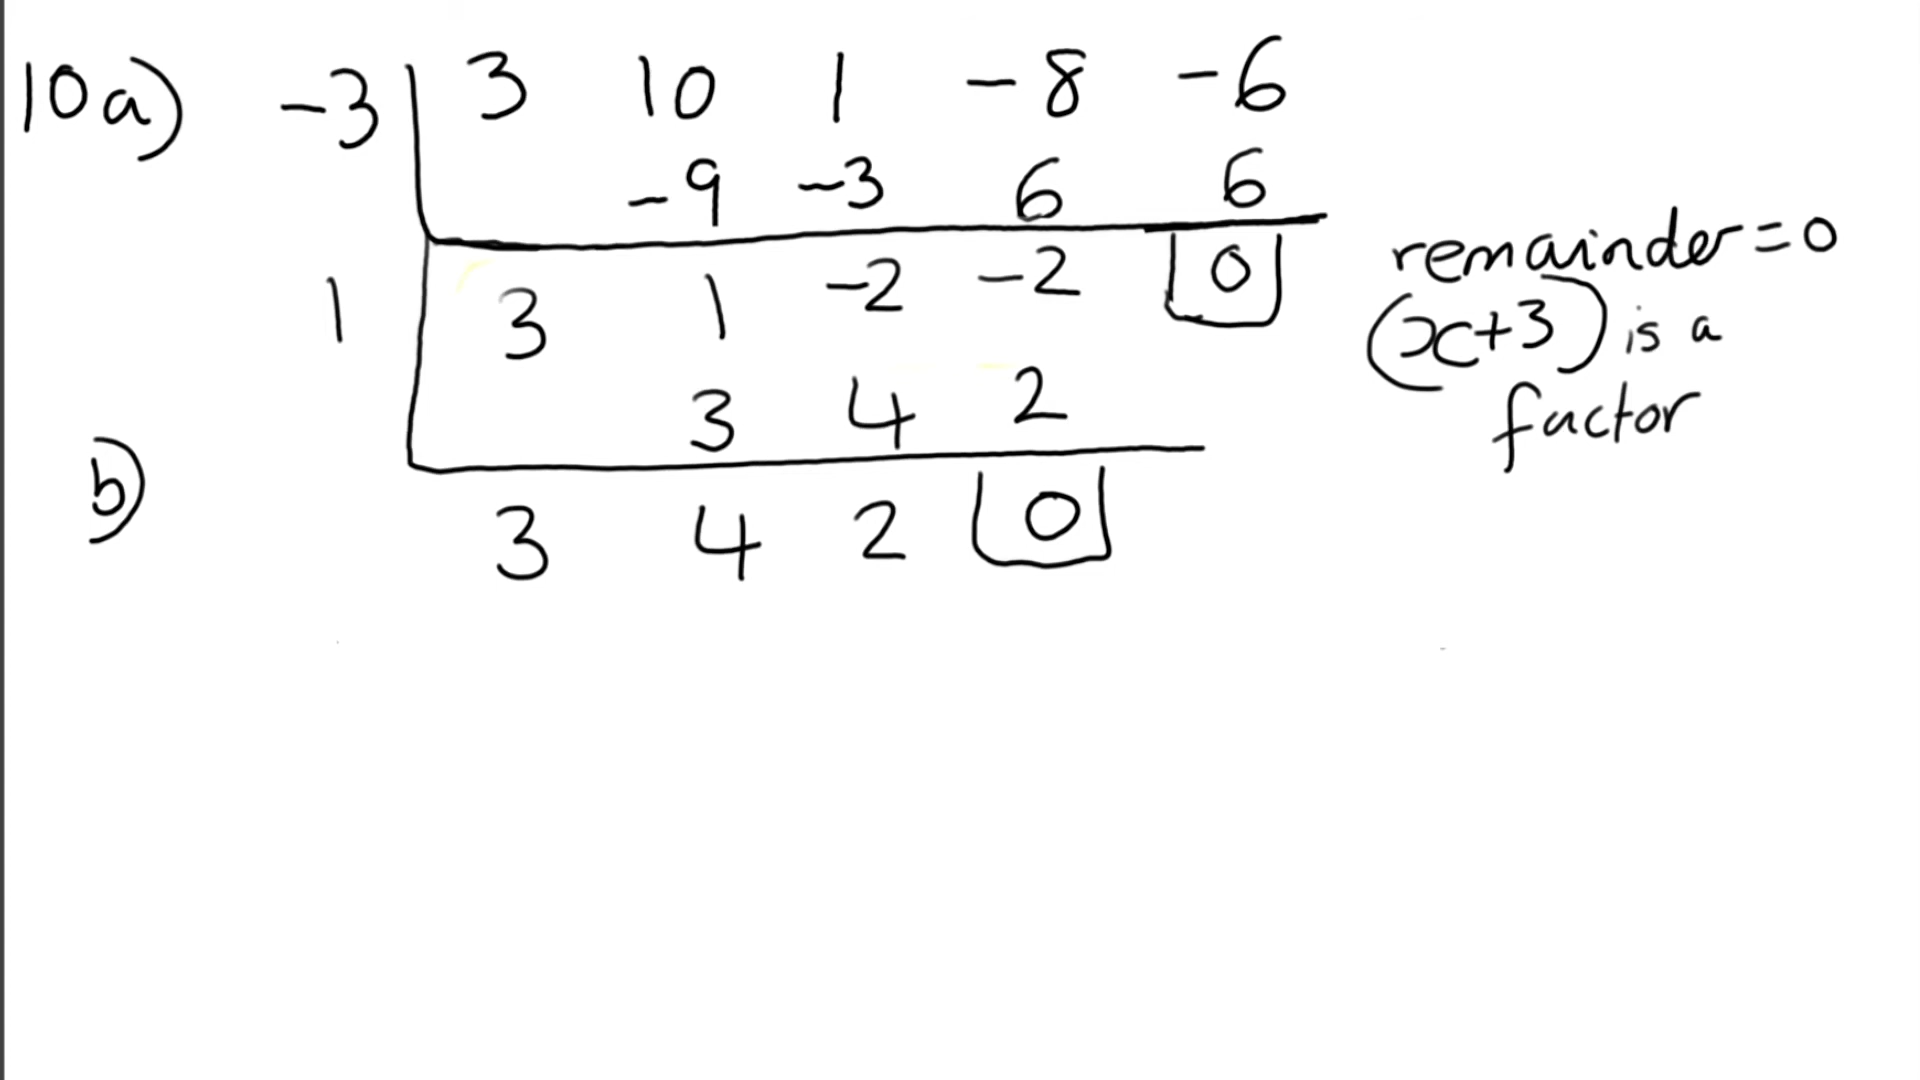 10a) -3 3 10 1 -8 -6
-9 -3 6 6
1 3 1 -2 -2 0
remainder = 0
(x+3) is a
factor
3 4 2
b)
3 4 2 0